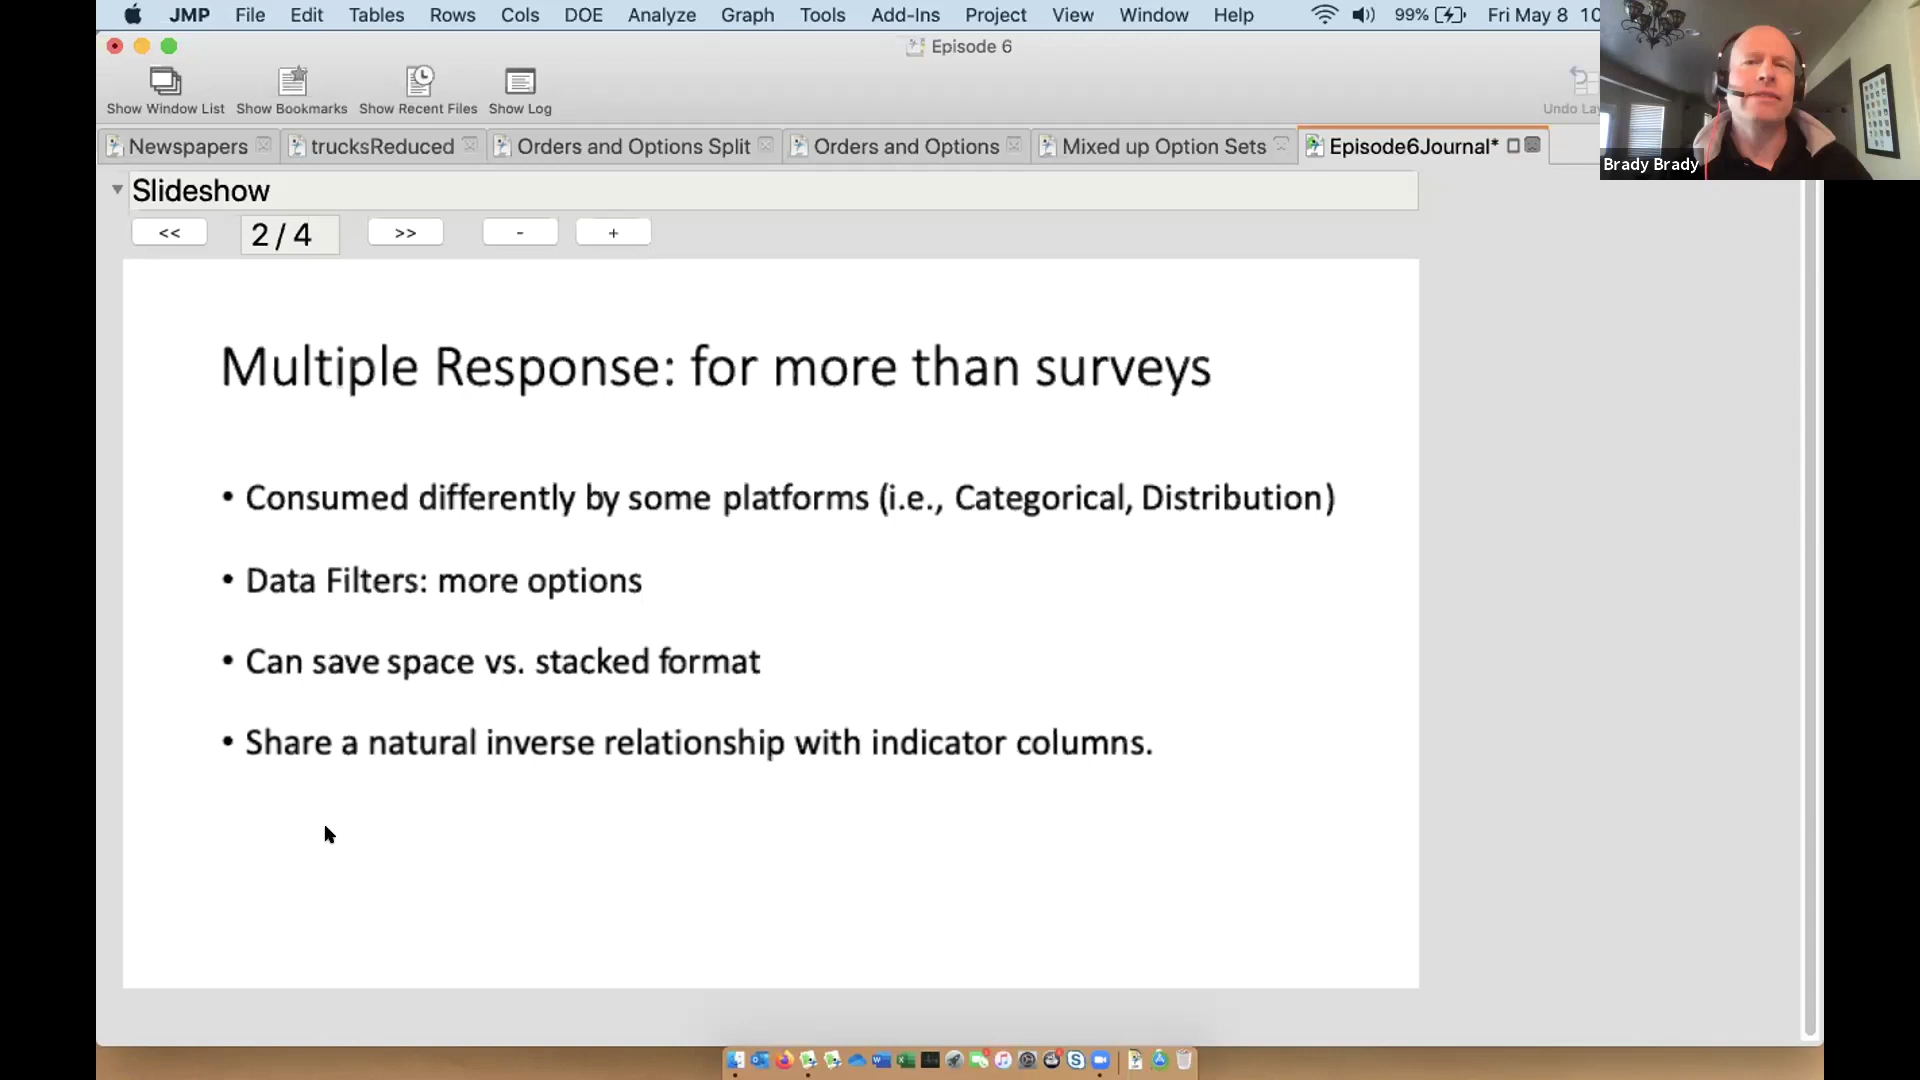 JMP File Edit Tables Rows Cols DOE Analyze Graph Tools Add-Ins Project View Window Help 99% Fri May 8 10
Episode 6
Show Window List Show Bookmarks Show Recent Files Show Log Undo La
Newspapers trucksReduced Orders and Options Split Orders and Options Mixed up Option Sets Episode6Journal*
Brady Brady
Slideshow
<< 2 / 4 >> - +
Multiple Response: for more than surveys
• Consumed differently by some platforms (i.e., Categorical, Distribution)
• Data Filters: more options
• Can save space vs. stacked format
• Share a natural inverse relationship with indicator columns.